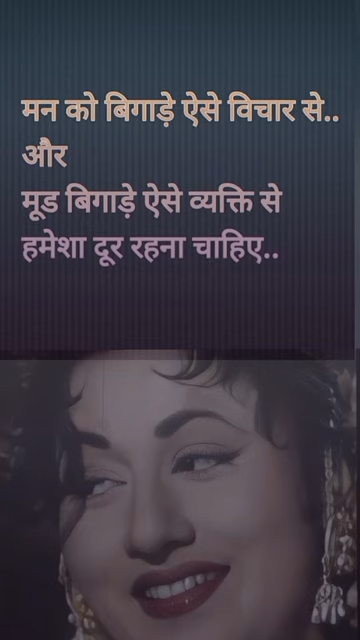 मन को बिगाड़े ऐसे विचार से..
और
मूड बिगाड़े ऐसे व्यक्ति से
हमेशा दूर रहना चाहिए..